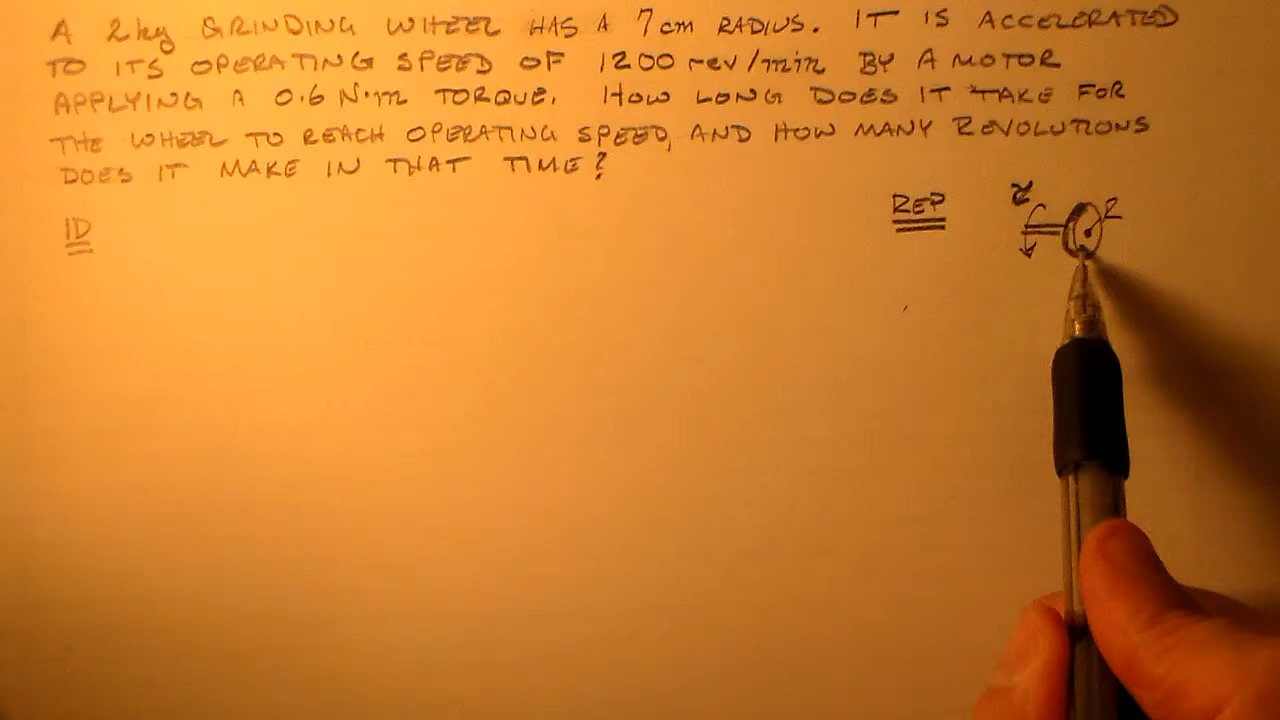 A 2kg GRINDING WHEEL HAS A 7cm RADIUS. IT IS ACCELERATED
TO ITS OPERATING SPEED OF 1200 rev/min BY A MOTOR
APPLYING A 0.6 N·m TORQUE. HOW LONG DOES IT TAKE FOR
THE WHEEL TO REACH OPERATING SPEED, AND HOW MANY REVOLUTIONS
DOES IT MAKE IN THAT TIME?
REP τ R
ID